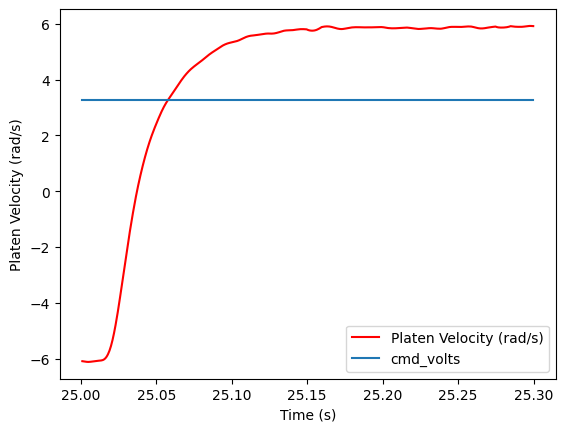 6
4
2
0
−2
−4
−6
Platen Velocity (rad/s)
Platen Velocity (rad/s)
cmd_volts
25.00 25.05 25.10 25.15 25.20 25.25 25.30
Time (s)